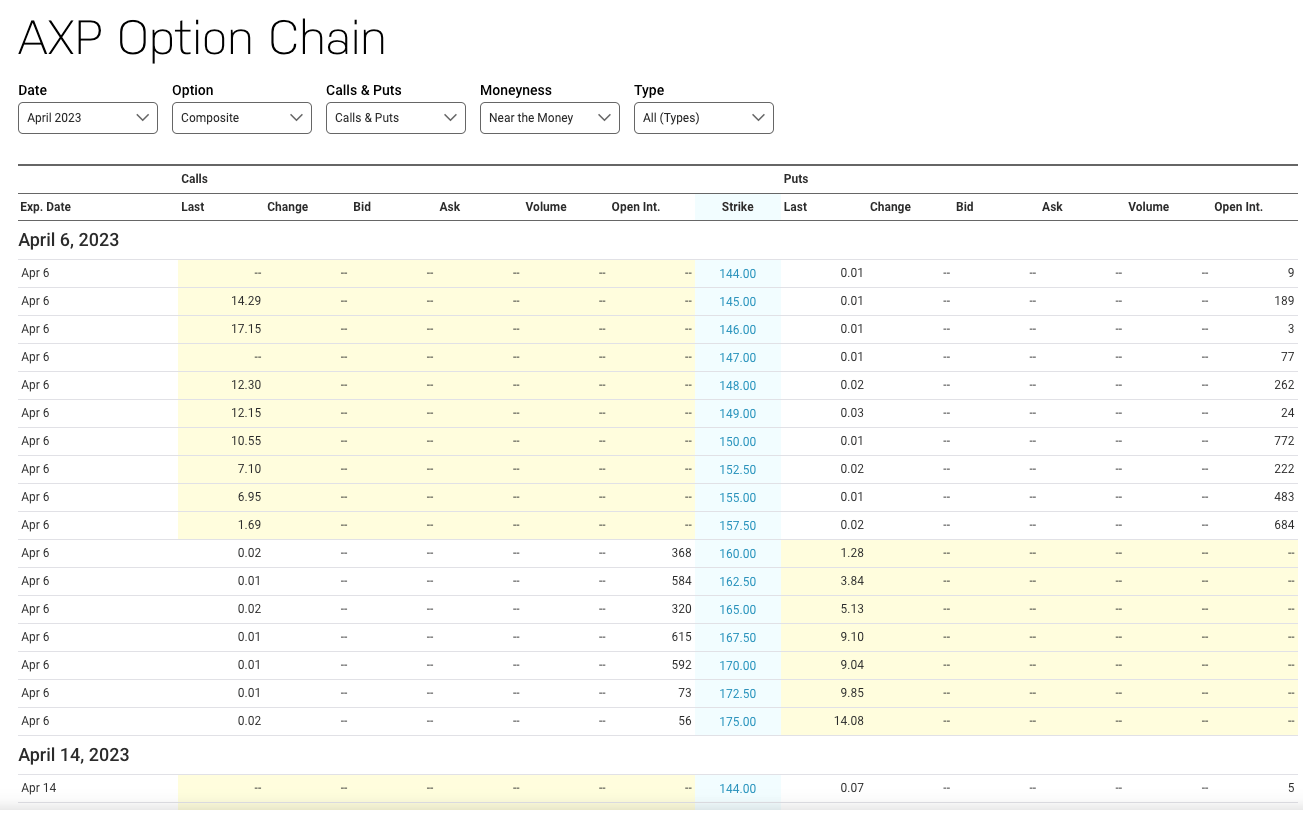 AXP Option Chain
Date Option Calls & Puts Moneyness Type
April 2023 Composite Calls & Puts Near the Money All (Types)
Calls Puts
Exp. Date Last Change Bid Ask Volume Open Int. Strike Last Change Bid Ask Volume Open Int.
April 6, 2023
Apr 6 -- -- -- -- -- -- 144.00 0.01 -- -- -- -- 9
Apr 6 14.29 -- -- -- -- -- 145.00 0.01 -- -- -- -- 189
Apr 6 17.15 -- -- -- -- -- 146.00 0.01 -- -- -- -- 3
Apr 6 -- -- -- -- -- -- 147.00 0.01 -- -- -- -- 77
Apr 6 12.30 -- -- -- -- -- 148.00 0.02 -- -- -- -- 262
Apr 6 12.15 -- -- -- -- -- 149.00 0.03 -- -- -- -- 24
Apr 6 10.55 -- -- -- -- -- 150.00 0.01 -- -- -- -- 772
Apr 6 7.10 -- -- -- -- -- 152.50 0.02 -- -- -- -- 222
Apr 6 6.95 -- -- -- -- -- 155.00 0.01 -- -- -- -- 483
Apr 6 1.69 -- -- -- -- -- 157.50 0.02 -- -- -- -- 684
Apr 6 0.02 -- -- -- -- 368 160.00 1.28 -- -- -- -- --
Apr 6 0.01 -- -- -- -- 584 162.50 3.84 -- -- -- -- --
Apr 6 0.02 -- -- -- -- 320 165.00 5.13 -- -- -- -- --
Apr 6 0.01 -- -- -- -- 615 167.50 9.10 -- -- -- -- --
Apr 6 0.01 -- -- -- -- 592 170.00 9.04 -- -- -- -- --
Apr 6 0.01 -- -- -- -- 73 172.50 9.85 -- -- -- -- --
Apr 6 0.02 -- -- -- -- 56 175.00 14.08 -- -- -- -- --
April 14, 2023
Apr 14 -- -- -- -- -- -- 144.00 0.07 -- -- -- -- 5